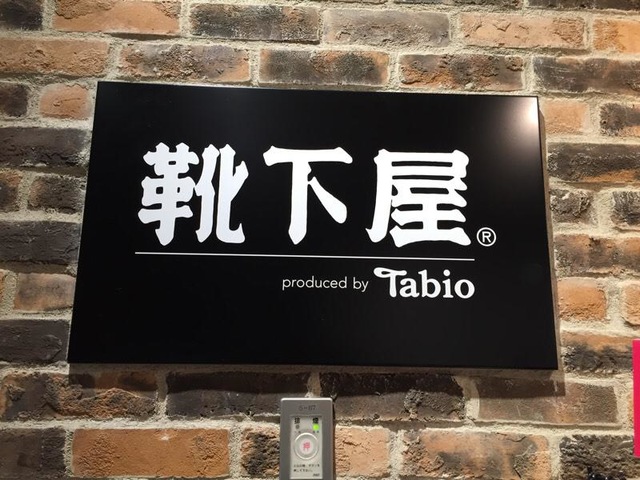 靴下屋®
produced by Tabio